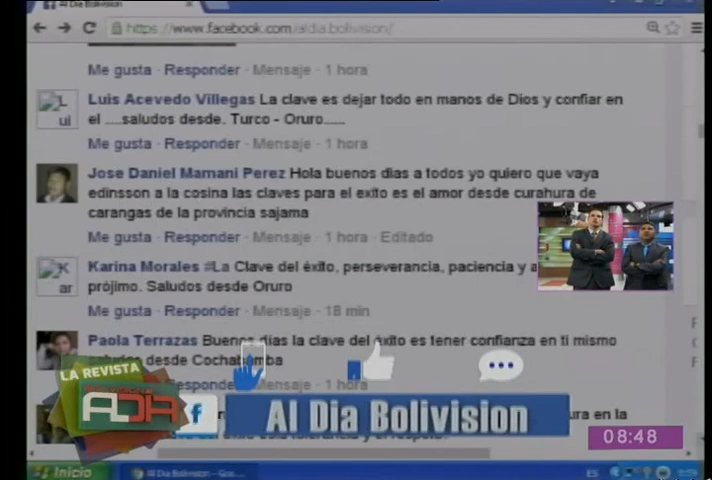 Al Dia Bolivision
https://www.facebook.com/aldia.bolivision/
Me gusta · Responder · Mensaje · 1 hora
Luis Acevedo Villegas La clave es dejar todo en manos de Dios y confiar en
el .....saludos desde. Turco - Oruro......
Me gusta · Responder · Mensaje · 1 hora
Jose Daniel Mamani Perez Hola buenos dias a todos yo quiero que vaya
edinsson a la cosina las claves para el exito es el amor desde curahura de
carangas de la provincia sajama
Me gusta · Responder · Mensaje · 1 hora · Editado
Karina Morales #La Clave del éxito, perseverancia, paciencia y a
prójimo. Saludos desde Oruro
Me gusta · Responder · Mensaje · 18 min
Paola Terrazas Buenos días la clave del éxito es tener confianza en ti mismo
saludos desde Cochabamba
Responder · Mensaje · 1 hora
LA REVISTA
AL DIA
Al Dia Bolivision
08:48
Inicio
Al Dia Bolivision - Goo...
ES